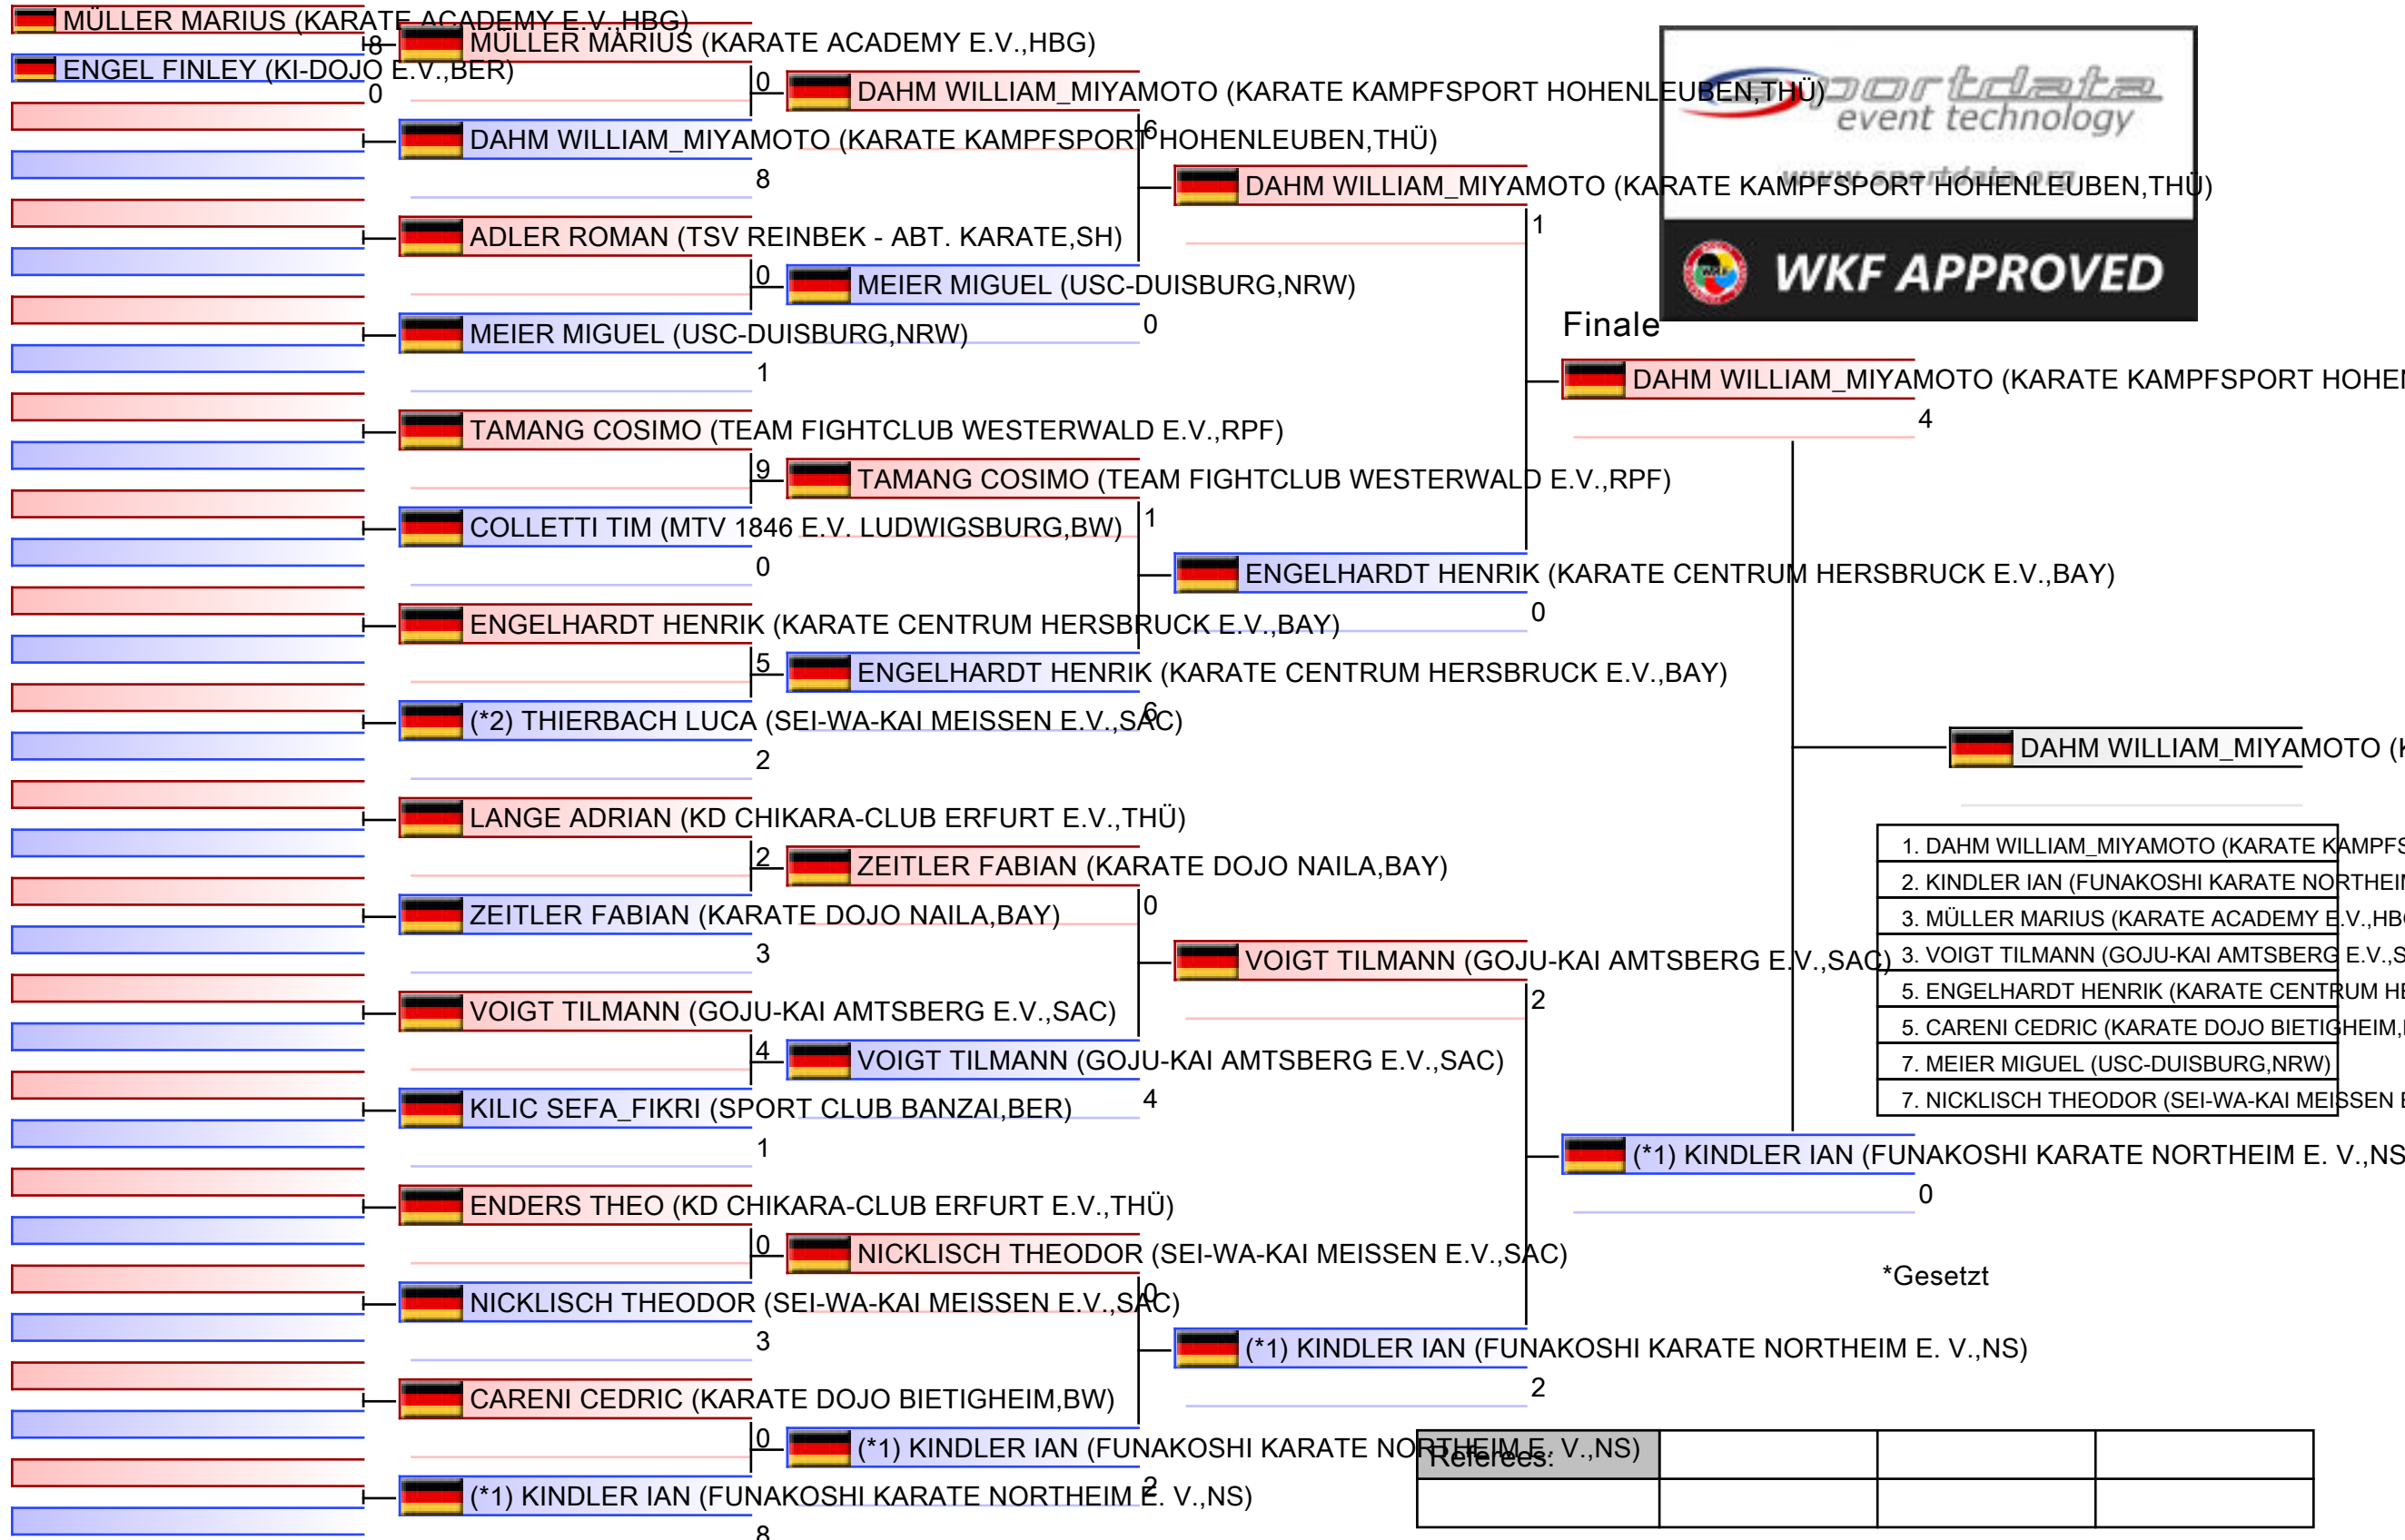 MÜLLER MARIUS (KARATE ACADEMY E.V.,HBG)
8
ENGEL FINLEY (KI-DOJO E.V.,BER)
0
MÜLLER MARIUS (KARATE ACADEMY E.V.,HBG)
0
DAHM WILLIAM_MIYAMOTO (KARATE KAMPFSPORT HOHENLEUBEN,THÜ)
8
ADLER ROMAN (TSV REINBEK - ABT. KARATE,SH)
0
MEIER MIGUEL (USC-DUISBURG,NRW)
1
TAMANG COSIMO (TEAM FIGHTCLUB WESTERWALD E.V.,RPF)
9
COLLETTI TIM (MTV 1846 E.V. LUDWIGSBURG,BW)
0
ENGELHARDT HENRIK (KARATE CENTRUM HERSBRUCK E.V.,BAY)
5
(*2) THIERBACH LUCA (SEI-WA-KAI MEISSEN E.V.,SAC)
2
LANGE ADRIAN (KD CHIKARA-CLUB ERFURT E.V.,THÜ)
2
ZEITLER FABIAN (KARATE DOJO NAILA,BAY)
3
VOIGT TILMANN (GOJU-KAI AMTSBERG E.V.,SAC)
4
KILIC SEFA_FIKRI (SPORT CLUB BANZAI,BER)
1
ENDERS THEO (KD CHIKARA-CLUB ERFURT E.V.,THÜ)
0
NICKLISCH THEODOR (SEI-WA-KAI MEISSEN E.V.,SAC)
3
CARENI CEDRIC (KARATE DOJO BIETIGHEIM,BW)
0
(*1) KINDLER IAN (FUNAKOSHI KARATE NORTHEIM E. V.,NS)
8
DAHM WILLIAM_MIYAMOTO (KARATE KAMPFSPORT HOHENLEUBEN,THÜ)
6
MEIER MIGUEL (USC-DUISBURG,NRW)
0
TAMANG COSIMO (TEAM FIGHTCLUB WESTERWALD E.V.,RPF)
1
ENGELHARDT HENRIK (KARATE CENTRUM HERSBRUCK E.V.,BAY)
6
ZEITLER FABIAN (KARATE DOJO NAILA,BAY)
0
VOIGT TILMANN (GOJU-KAI AMTSBERG E.V.,SAC)
4
NICKLISCH THEODOR (SEI-WA-KAI MEISSEN E.V.,SAC)
0
(*1) KINDLER IAN (FUNAKOSHI KARATE NORTHEIM E. V.,NS)
2
DAHM WILLIAM_MIYAMOTO (KARATE KAMPFSPORT HOHENLEUBEN,THÜ)
1
ENGELHARDT HENRIK (KARATE CENTRUM HERSBRUCK E.V.,BAY)
0
VOIGT TILMANN (GOJU-KAI AMTSBERG E.V.,SAC)
2
(*1) KINDLER IAN (FUNAKOSHI KARATE NORTHEIM E. V.,NS)
2
sportdata
event technology
www.sportdata.org
WKF APPROVED
Finale
DAHM WILLIAM_MIYAMOTO (KARATE KAMPFSPORT HOHE
4
(*1) KINDLER IAN (FUNAKOSHI KARATE NORTHEIM E. V.,NS
0
DAHM WILLIAM_MIYAMOTO (
1. DAHM WILLIAM_MIYAMOTO (KARATE KAMPFS
2. KINDLER IAN (FUNAKOSHI KARATE NORTHEI
3. MÜLLER MARIUS (KARATE ACADEMY E.V.,HB
3. VOIGT TILMANN (GOJU-KAI AMTSBERG E.V.,S
5. ENGELHARDT HENRIK (KARATE CENTRUM HE
5. CARENI CEDRIC (KARATE DOJO BIETIGHEIM,
7. MEIER MIGUEL (USC-DUISBURG,NRW)
7. NICKLISCH THEODOR (SEI-WA-KAI MEISSEN E
*Gesetzt
Referees: